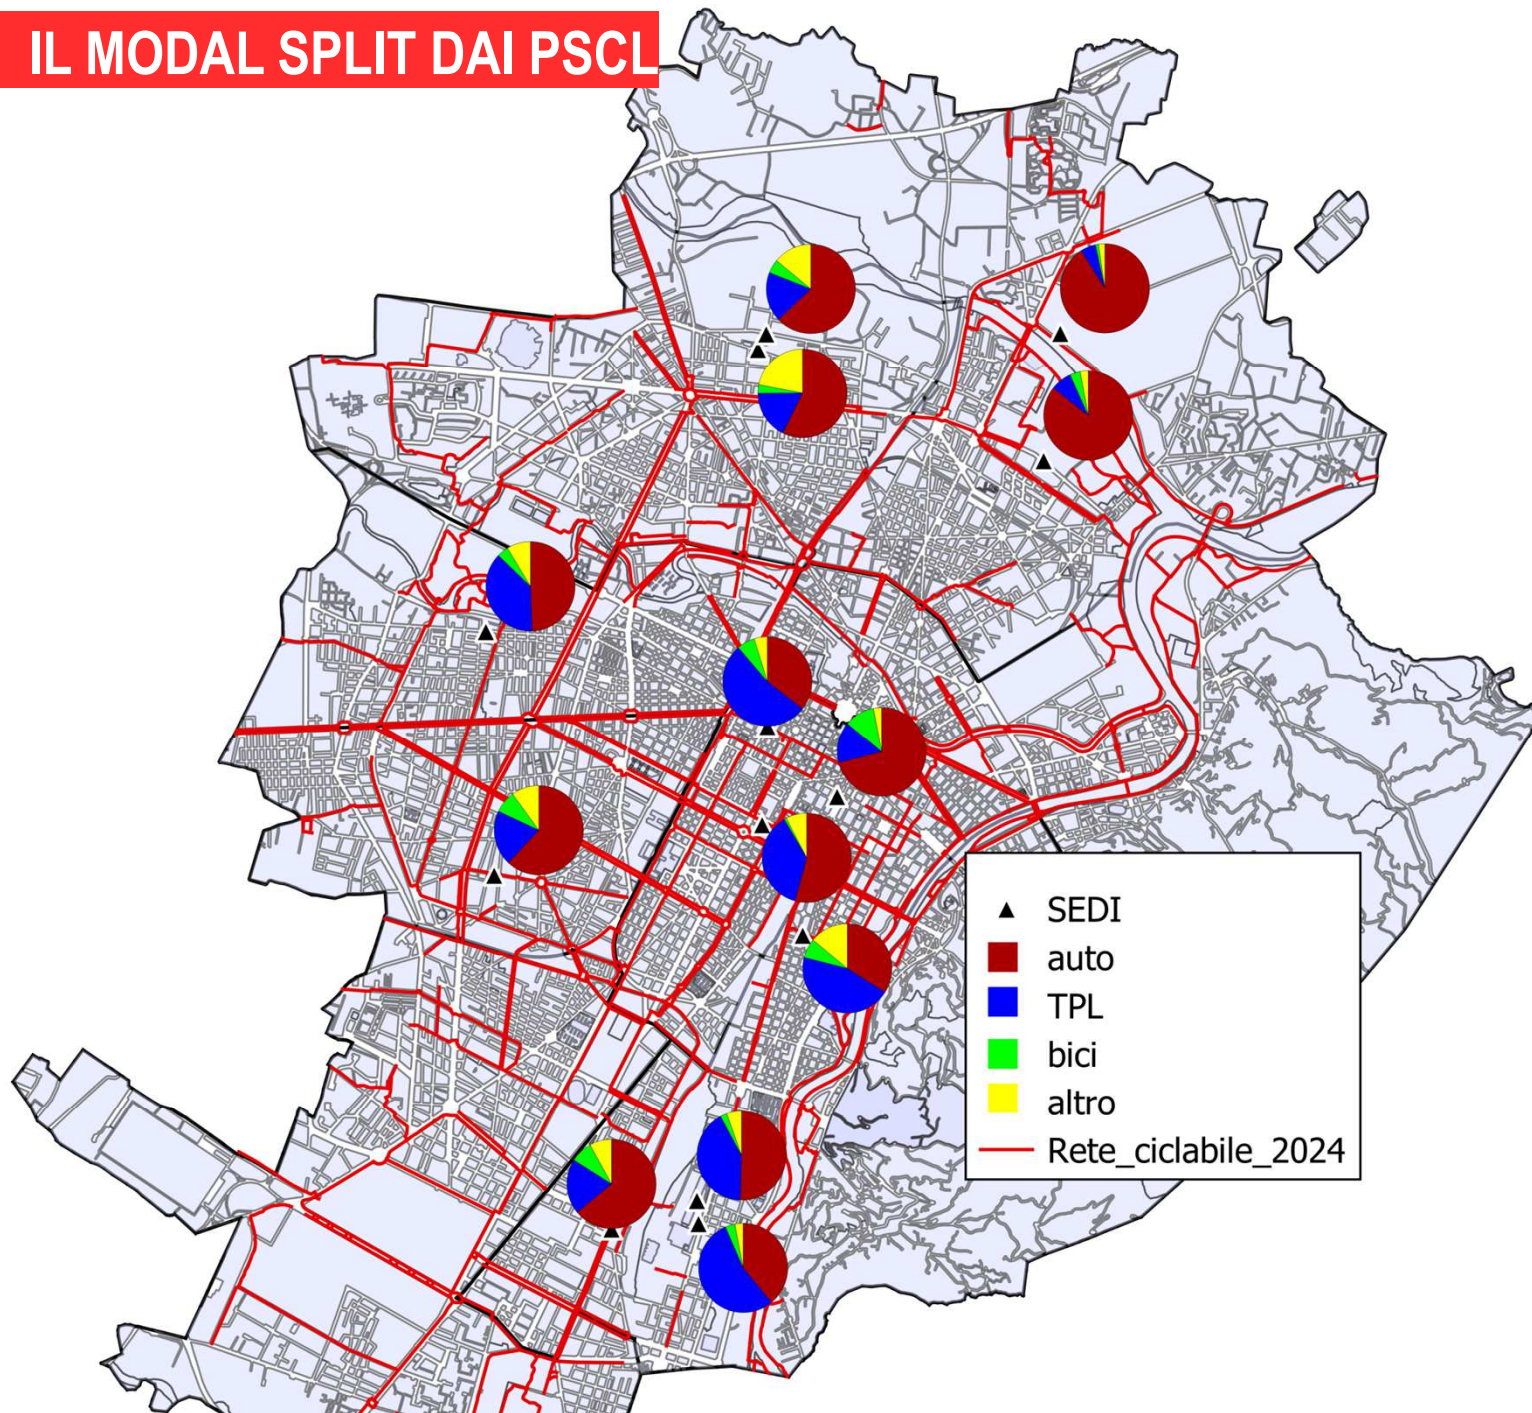 IL MODAL SPLIT DAI PSCL
SEDI
auto
TPL
bici
altro
Rete_ciclabile_2024